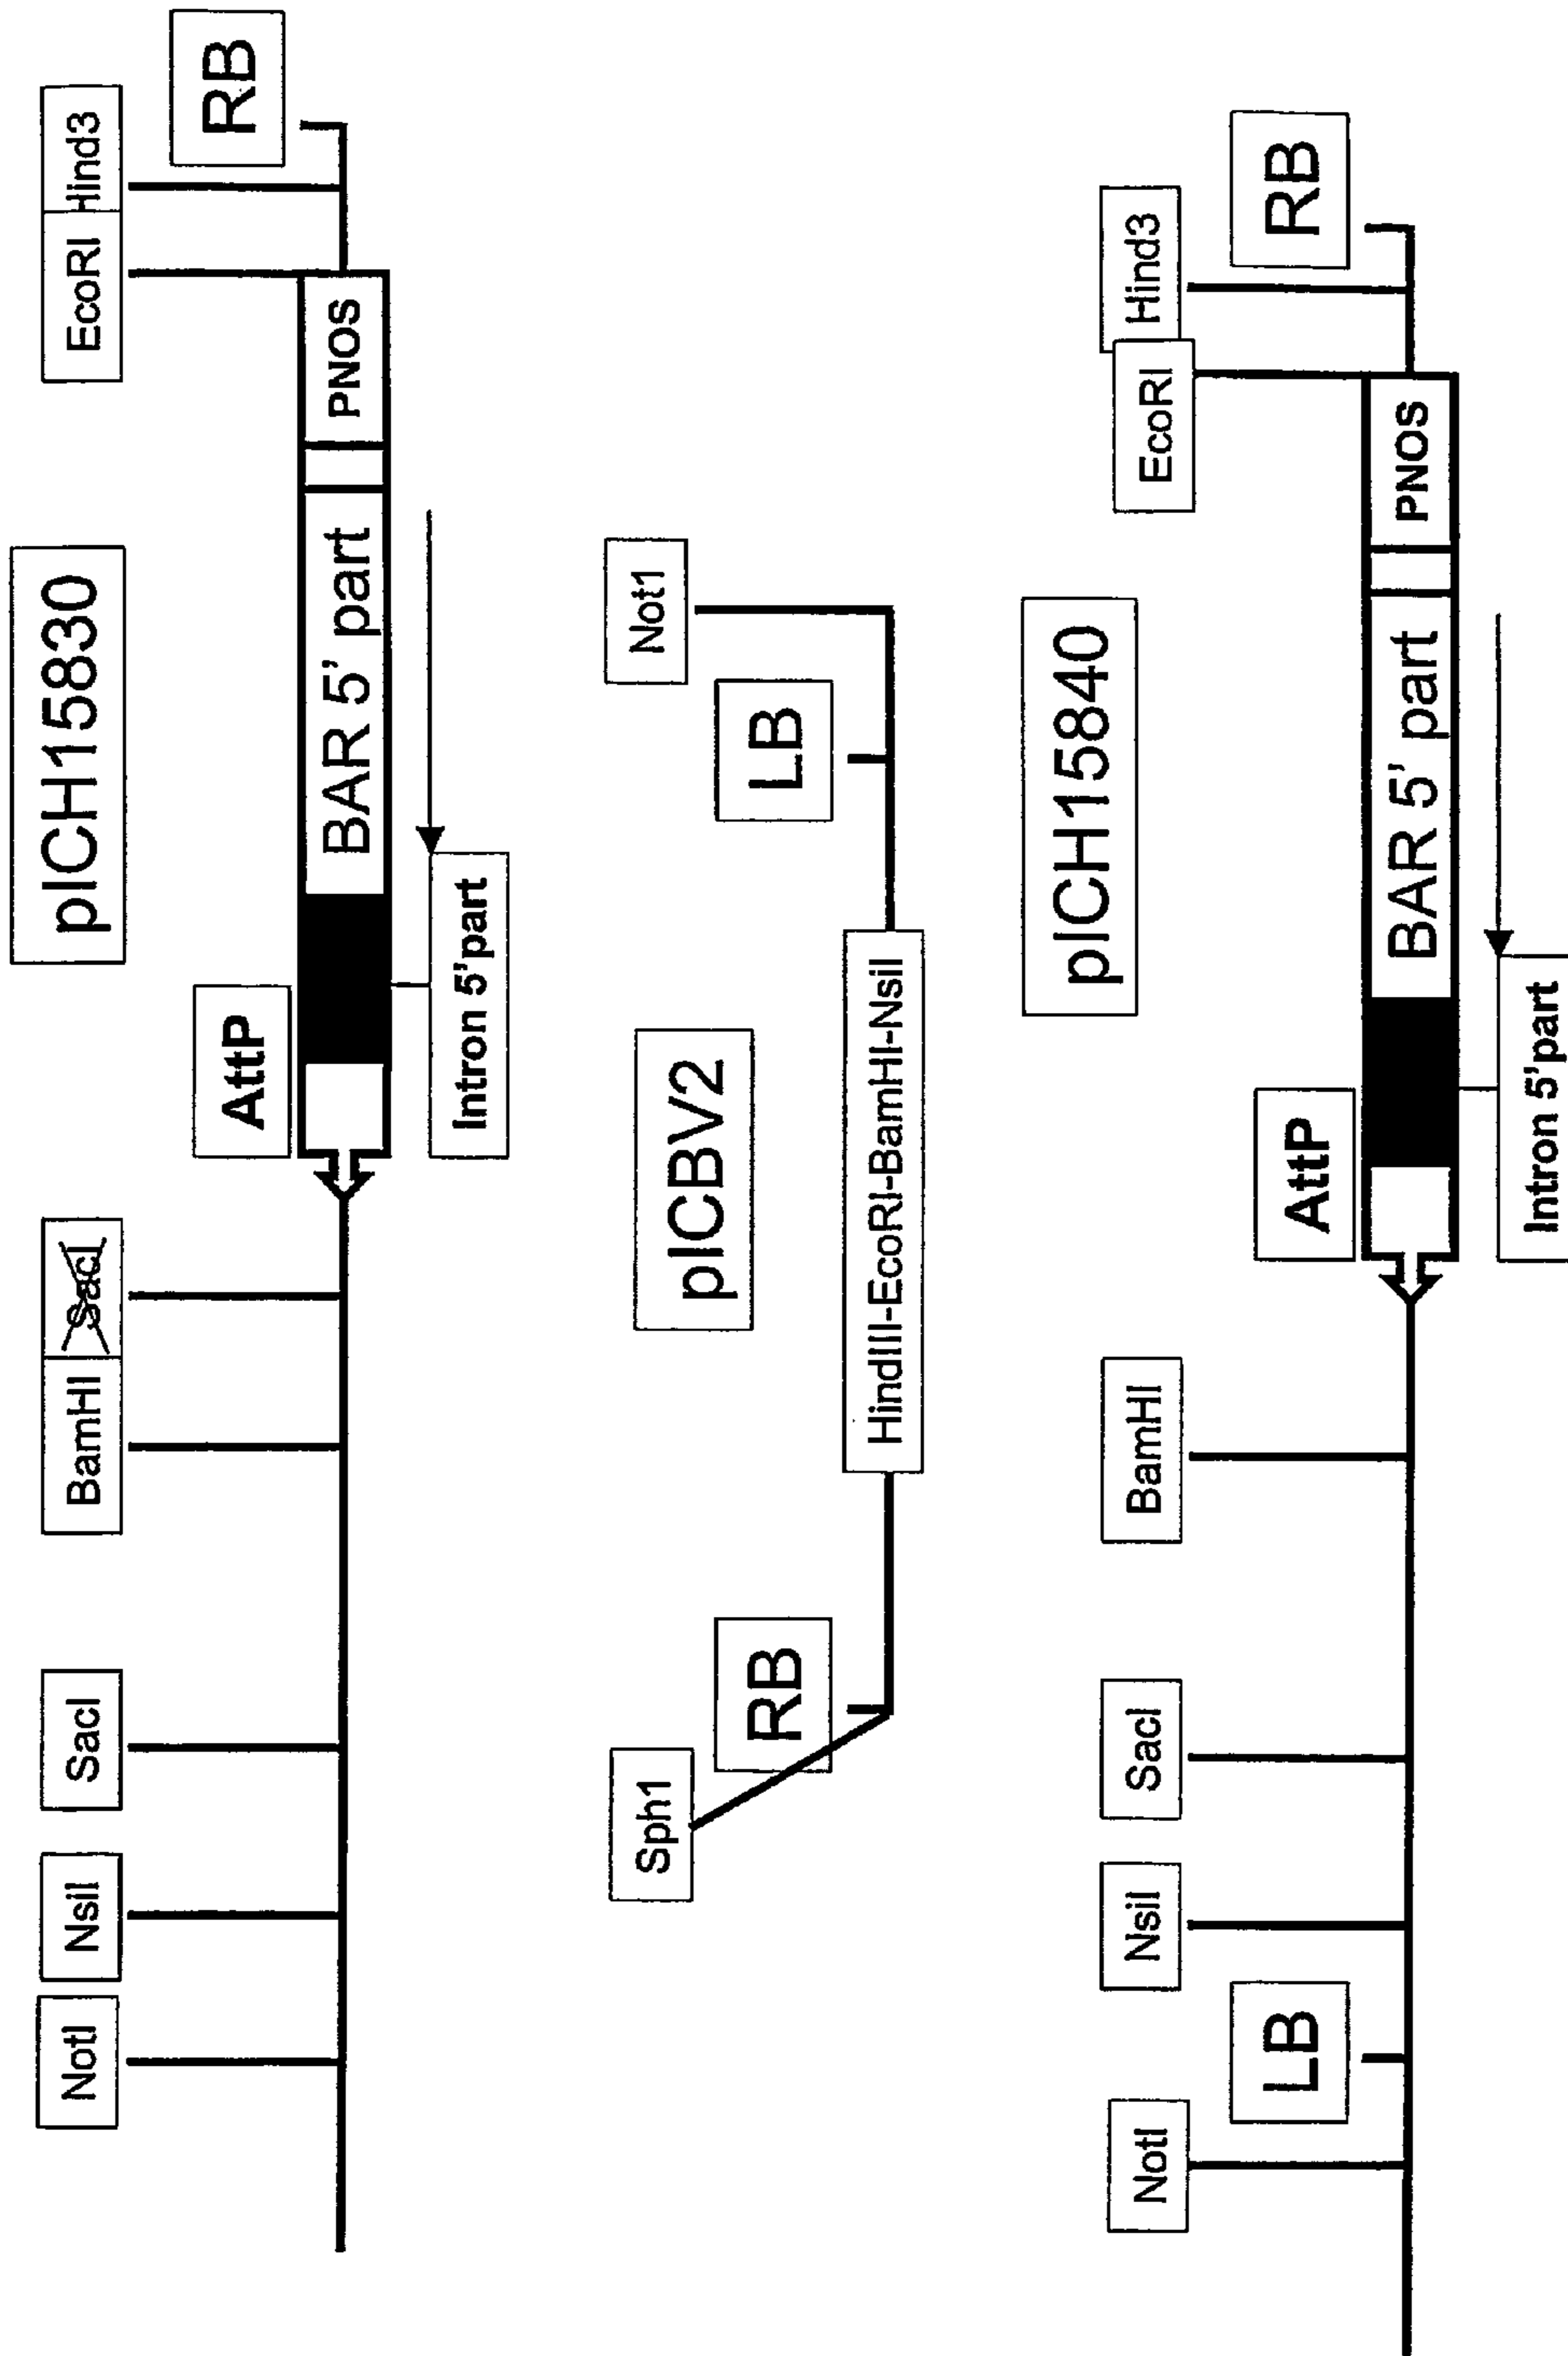 pICH15830
NotI
NsiI
SacI
BamHI
SacI
EcoRI
Hind3
RB
AttP
BAR 5' part
PNOS
Intron 5'part
pICBV2
Sph1
Not1
RB
LB
HindIII-EcoRI-BamHI-NsiI
pICH15840
NotI
NsiI
SacI
BamHI
EcoRI
Hind3
LB
AttP
RB
BAR 5' part
PNOS
Intron 5'part